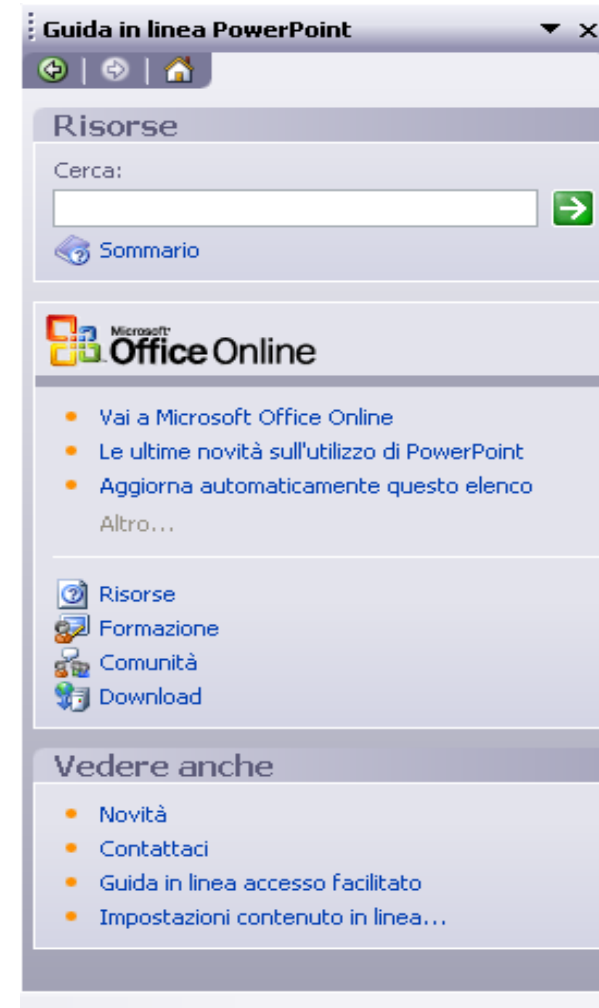 Guida in linea PowerPoint
Risorse
Cerca:
Sommario
Microsoft
Office Online
Vai a Microsoft Office Online
Le ultime novità sull'utilizzo di PowerPoint
Aggiorna automaticamente questo elenco
Altro...
Risorse
Formazione
Comunità
Download
Vedere anche
Novità
Contattaci
Guida in linea accesso facilitato
Impostazioni contenuto in linea...